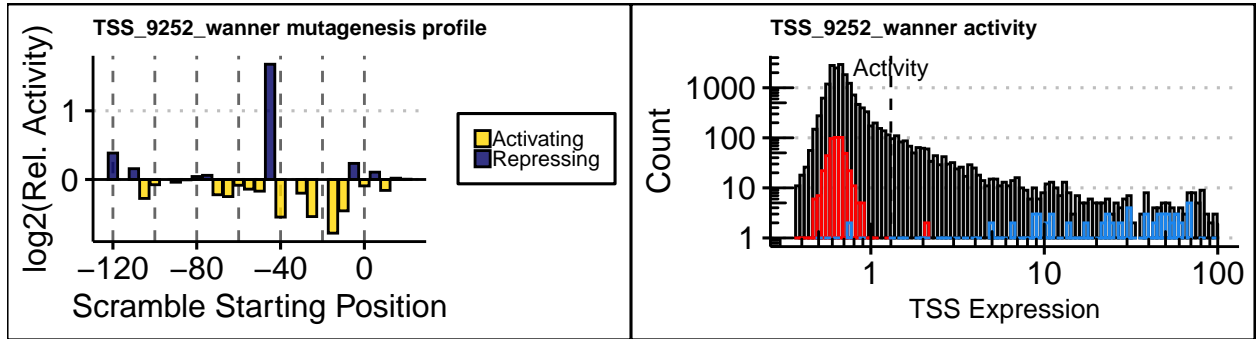 TSS_9252_wanner mutagenesis profile
log2(Rel. Activity)
1
0
−120
−80
−40
0
Scramble Starting Position
Activating
Repressing
TSS_9252_wanner activity
Activity
Count
1000
100
10
1
1
10
100
TSS Expression